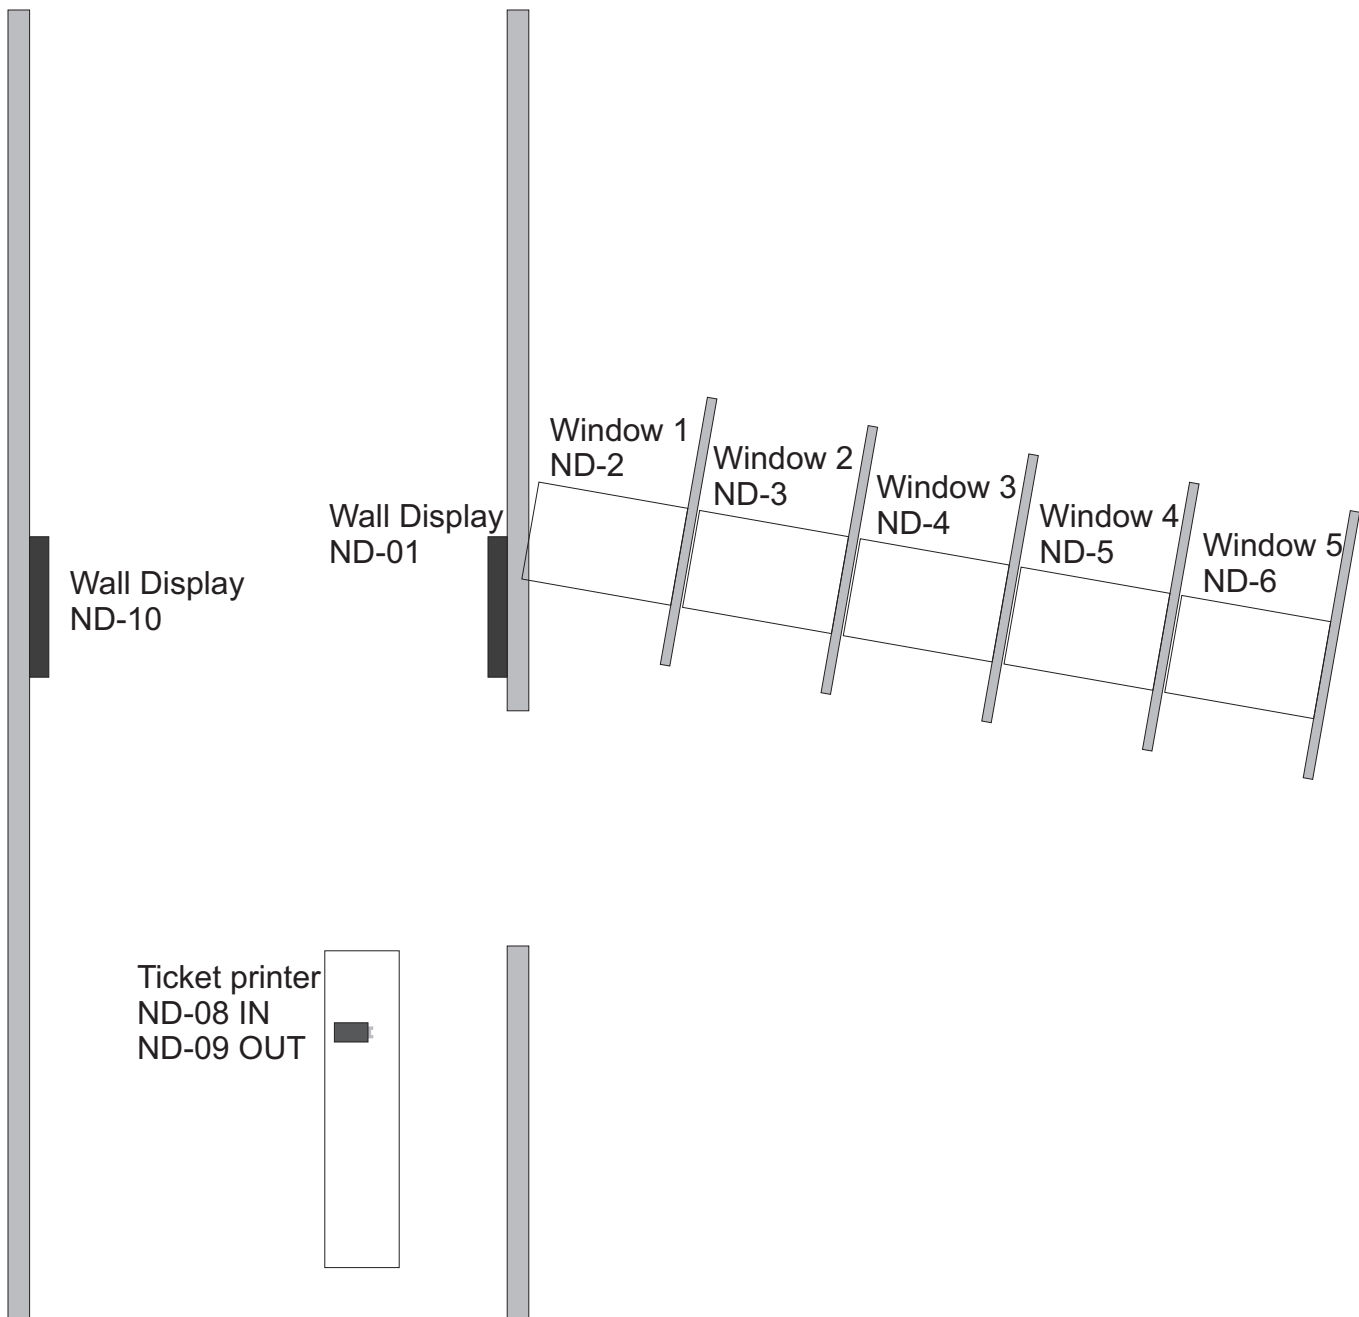 Window 1
ND-2
Window 2
ND-3
Window 3
ND-4
Window 4
ND-5
Window 5
ND-6
Wall Display
ND-01
Wall Display
ND-10
Ticket printer
ND-08 IN
ND-09 OUT